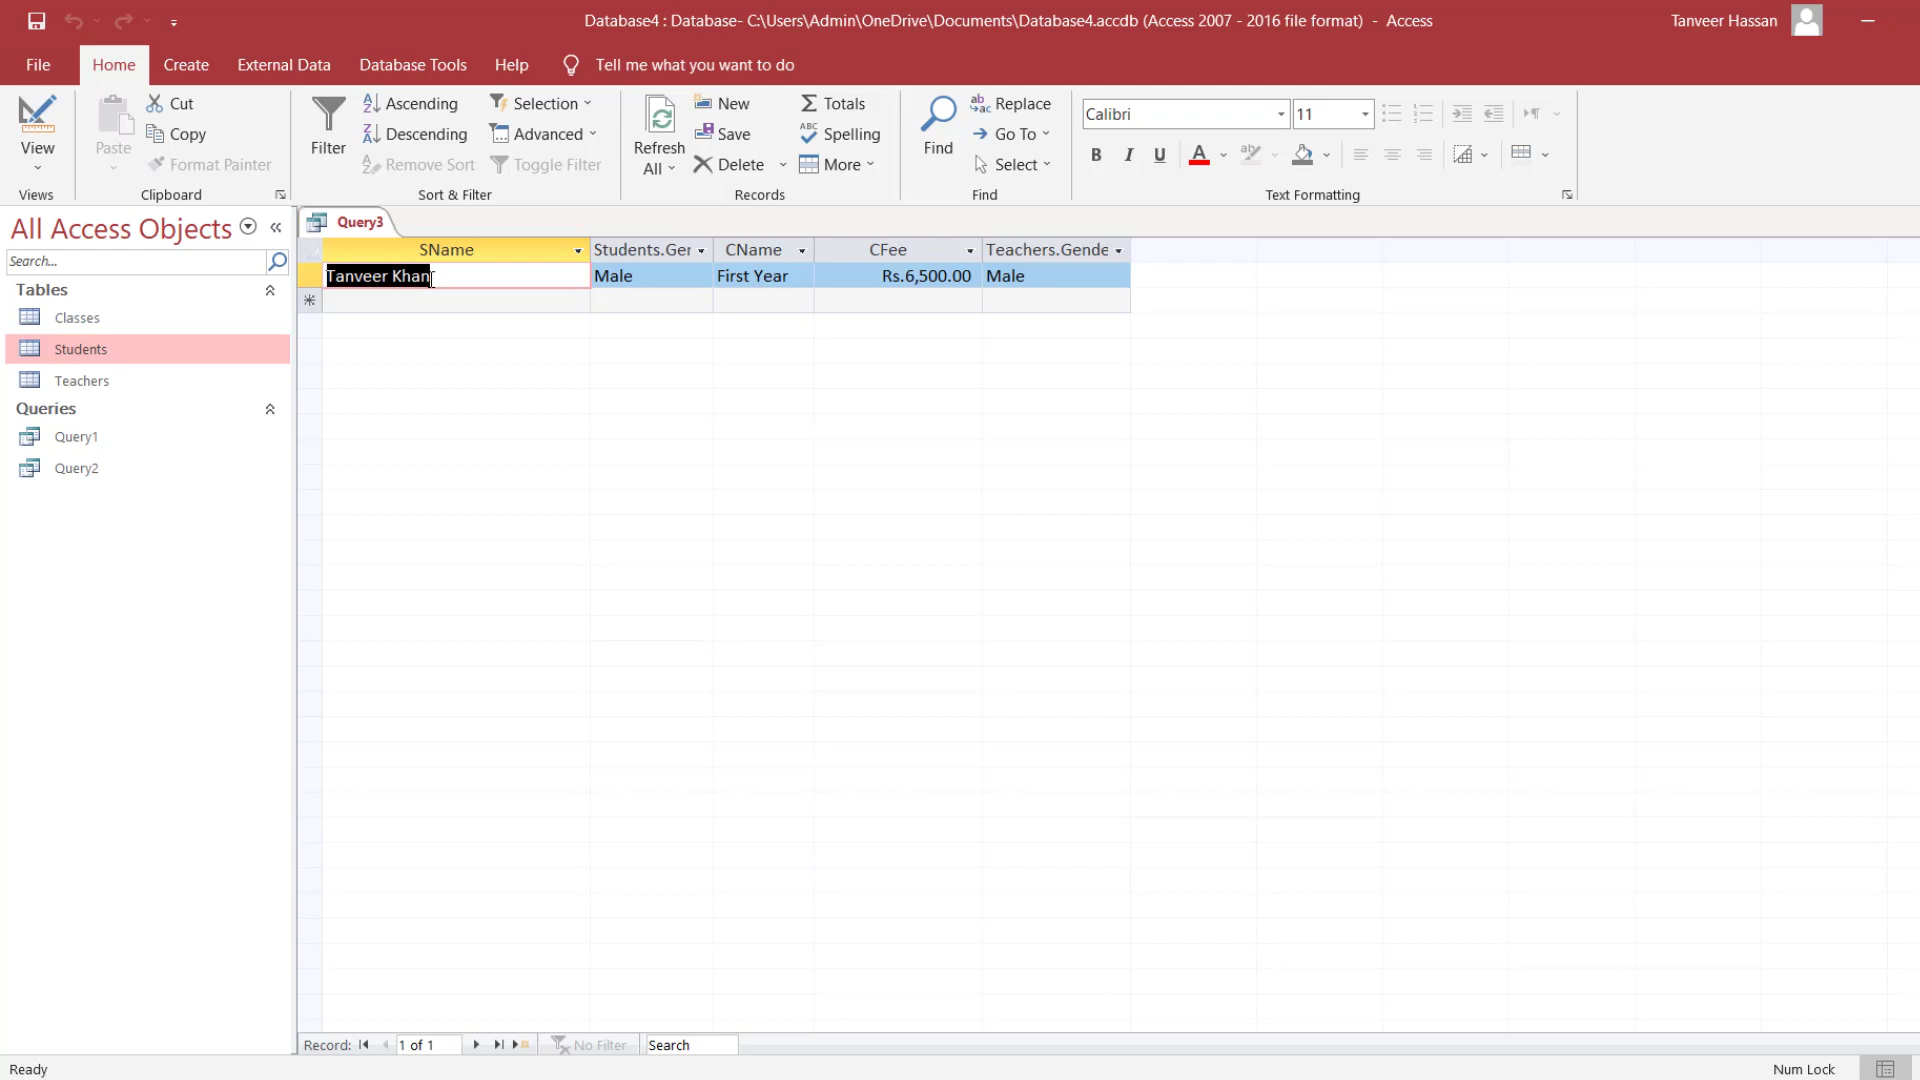 Database4 : Database- C:\Users\Admin\OneDrive\Documents\Database4.accdb (Access 2007 - 2016 file format) - Access
Tanveer Hassan
File Home Create External Data Database Tools Help Tell me what you want to do
View
Paste
Cut
Copy
Format Painter
Filter
Ascending
Descending
Remove Sort
Selection
Advanced
Toggle Filter
Refresh All
New
Save
Delete
Totals
Spelling
More
Find
Replace
Go To
Select
Calibri 11
B I U A
Views Clipboard Sort & Filter Records Find Text Formatting
All Access Objects
Search...
Tables
Classes
Students
Teachers
Queries
Query1
Query2
Query3
SName Students.Ger CName CFee Teachers.Gende
Tanveer Khan Male First Year Rs.6,500.00 Male
Record: 1 of 1 No Filter Search
Ready Num Lock